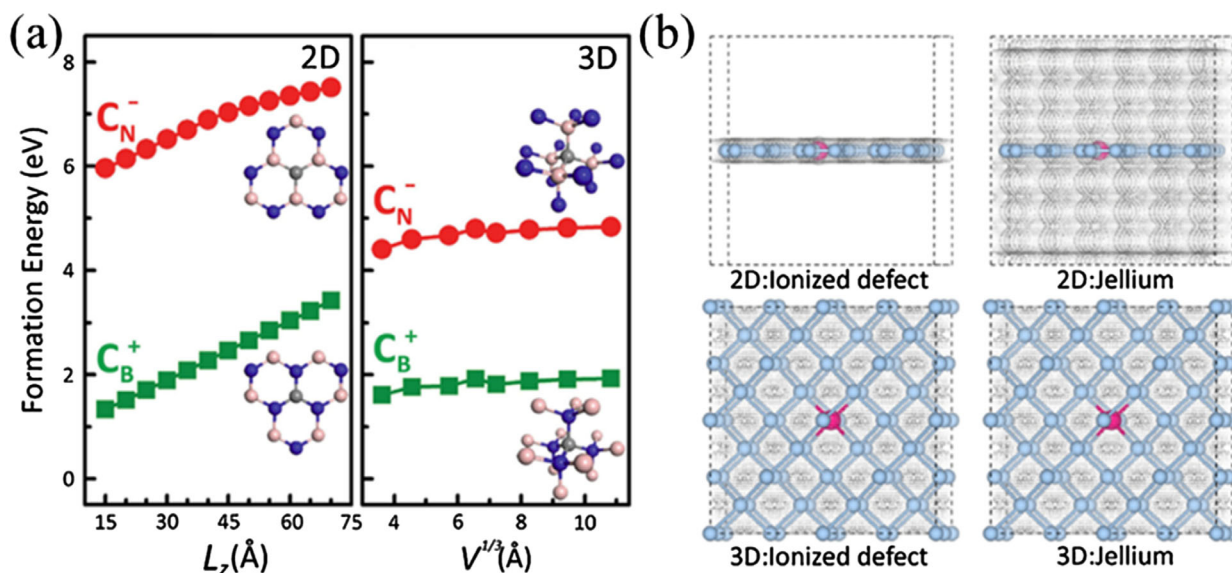 (a)
2D
3D
8
6
4
2
0
Formation Energy (eV)
C_N^-
C_B^+
C_N^-
C_B^+
15 30 45 60 75
4 6 8 10
L_z(Å)
V^{1/3}(Å)
(b)
2D:Ionized defect
2D:Jellium
3D:Ionized defect
3D:Jellium